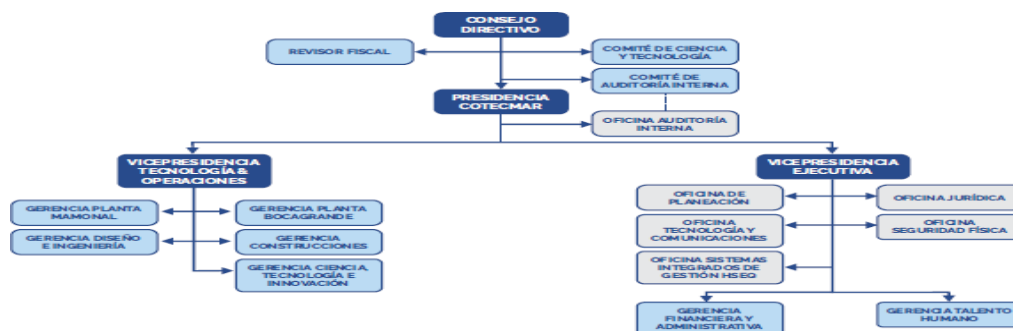 CONSEJO
DIRECTIVO
REVISOR FISCAL
COMITÉ DE CIENCIA
Y TECNOLOGÍA
COMITÉ DE
AUDITORÍA INTERNA
PRESIDENCIA
COTECMAR
OFICINA AUDITORÍA
INTERNA
VICEPRESIDENCIA
TECNOLOGÍA &
OPERACIONES
VICEPRESIDENCIA
EJECUTIVA
GERENCIA PLANTA
MAMONAL
GERENCIA PLANTA
BOCAGRANDE
GERENCIA DISEÑO
E INGENIERÍA
GERENCIA
CONSTRUCCIONES
GERENCIA CIENCIA,
TECNOLOGÍA E
INNOVACIÓN
OFICINA DE
PLANEACIÓN
OFICINA JURÍDICA
OFICINA
TECNOLOGÍA Y
COMUNICACIONES
OFICINA
SEGURIDAD FÍSICA
OFICINA SISTEMAS
INTEGRADOS DE
GESTIÓN HSEQ
GERENCIA
FINANCIERA Y
ADMINISTRATIVA
GERENCIA TALENTO
HUMANO